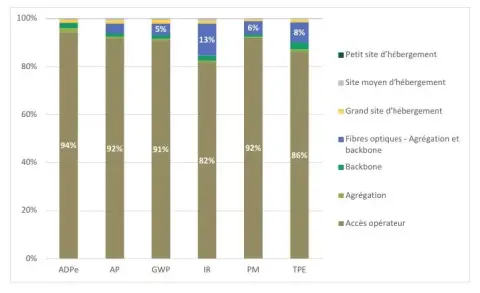 100%
80%
60%
40%
20%
0%
94%
92%
91%
5%
82%
13%
92%
6%
86%
8%
ADPe
AP
GWP
IR
PM
TPE
Petit site d'hébergement
Site moyen d'hébergement
Grand site d'hébergement
Fibres optiques - Agrégation et
backbone
Backbone
Agrégation
Accès opérateur